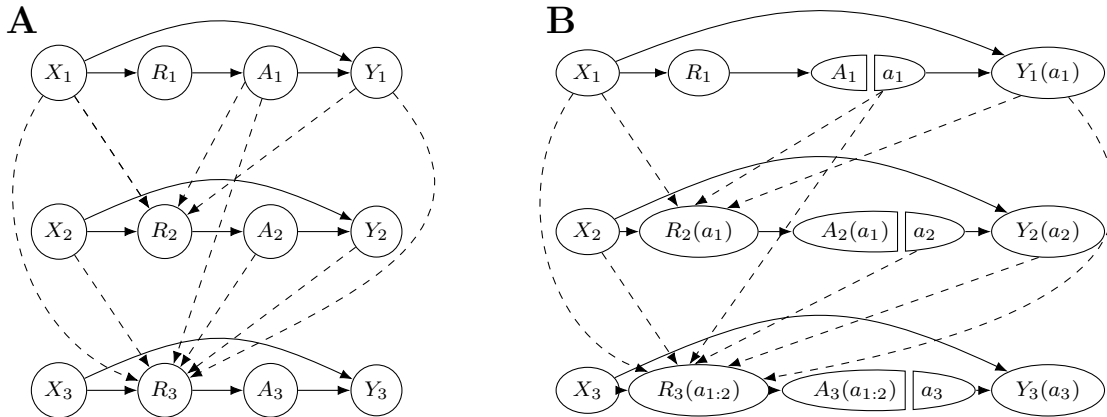 A B
X₁ R₁ A₁ Y₁ X₁ R₁ A₁ a₁ Y₁(a₁)
X₂ R₂ A₂ Y₂ X₂ R₂(a₁) A₂(a₁) a₂ Y₂(a₂)
X₃ R₃ A₃ Y₃ X₃ R₃(a₁:₂) A₃(a₁:₂) a₃ Y₃(a₃)